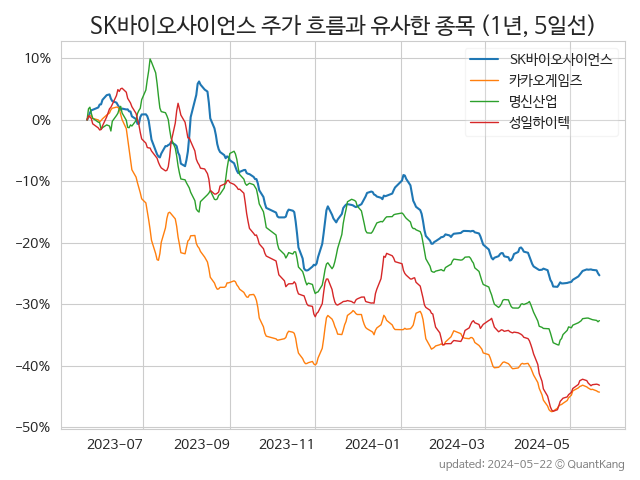 SK바이오사이언스 주가 흐름과 유사한 종목 (1년, 5일선)
SK바이오사이언스
카카오게임즈
명신산업
성일하이텍
10%
0%
−10%
−20%
−30%
−40%
−50%
2023-07
2023-09
2023-11
2024-01
2024-03
2024-05
updated: 2024-05-22 © QuantKang